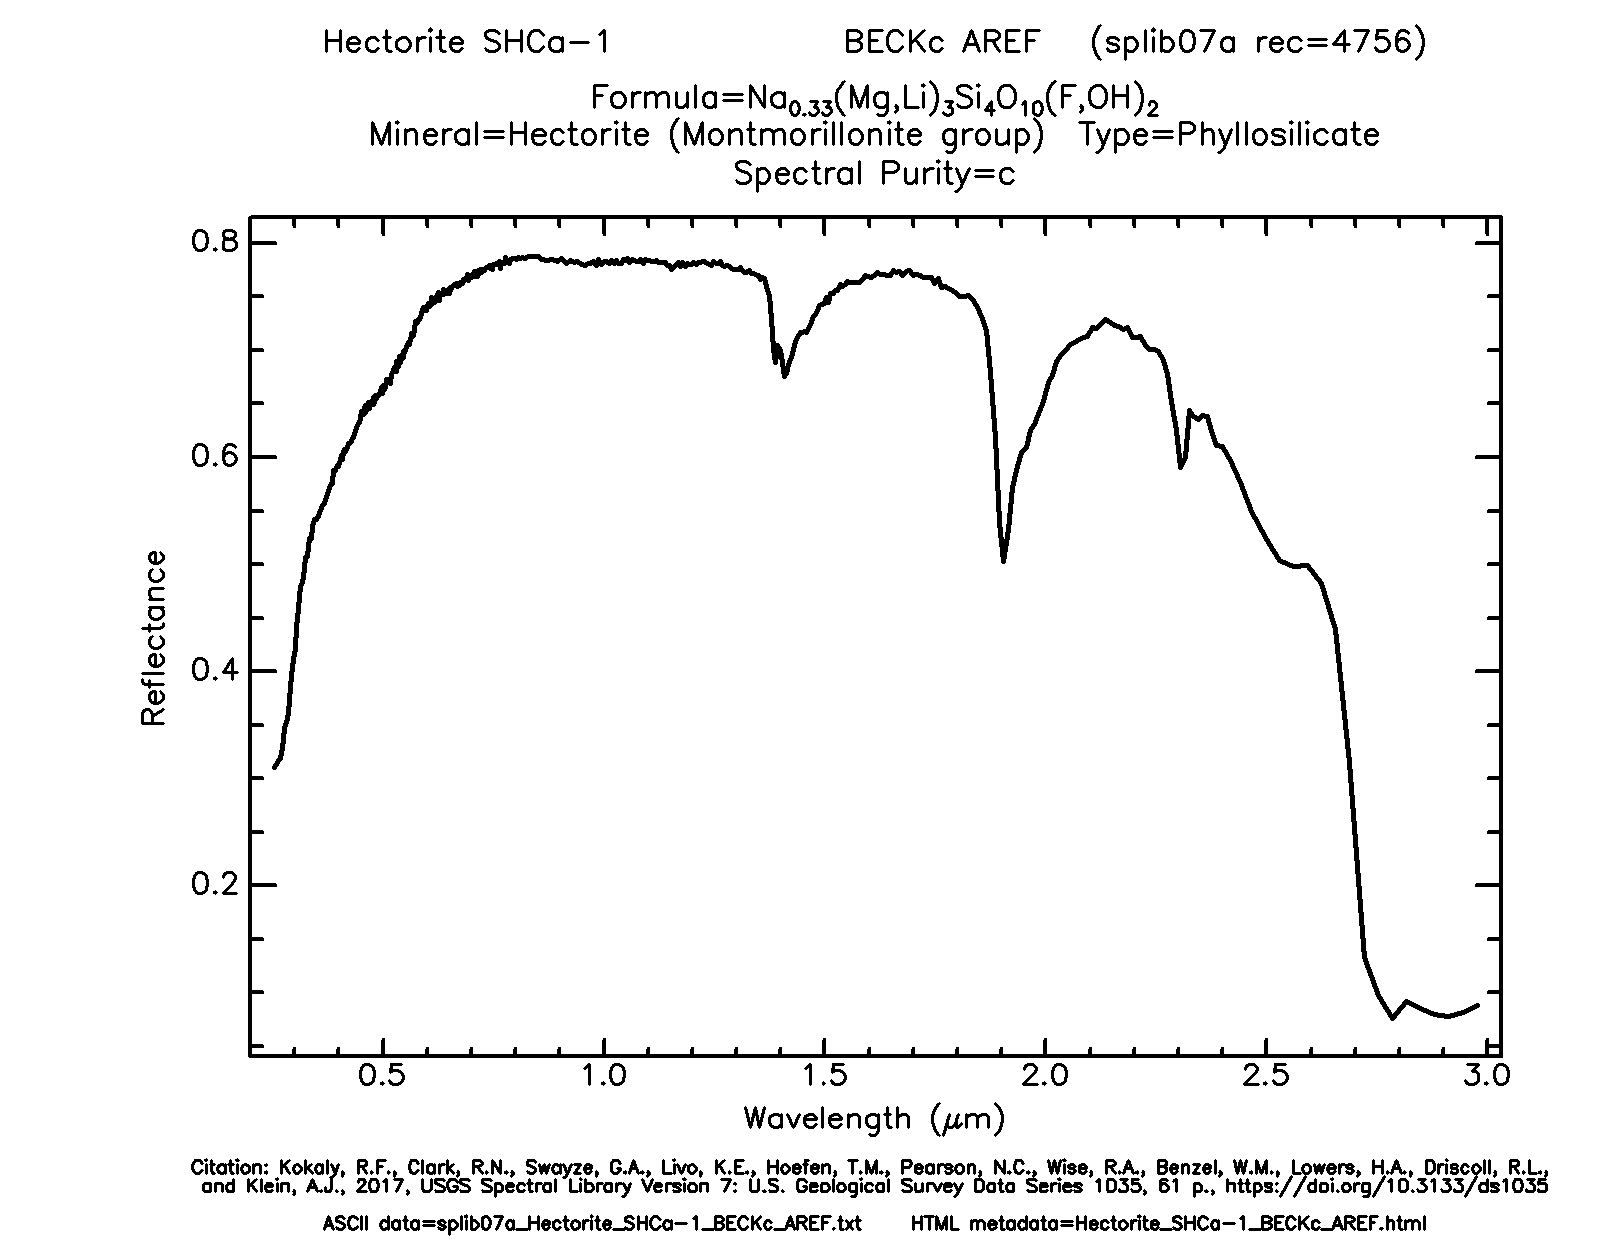 Hectorite SHCa-1 BECKc AREF (splib07a rec=4756)
Formula=Na0.33(Mg,Li)3Si4O10(F,OH)2
Mineral=Hectorite (Montmorillonite group) Type=Phyllosilicate
Spectral Purity=c
0.8
0.6
0.4
0.2
Reflectance
0.5 1.0 1.5 2.0 2.5 3.0
Wavelength (μm)
Citation: Kokaly, R.F., Clark, R.N., Swayze, G.A., Livo, K.E., Hoefen, T.M., Pearson, N.C., Wise, R.A., Benzel, W.M., Lowers, H.A., Driscoll, R.L.,
and Klein, A.J., 2017, USGS Spectral Library Version 7: U.S. Geological Survey Data Series 1035, 61 p., https://doi.org/10.3133/ds1035
ASCII data=splib07a_Hectorite_SHCa-1_BECKc_AREF.txt HTML metadata=Hectorite_SHCa-1_BECKc_AREF.html